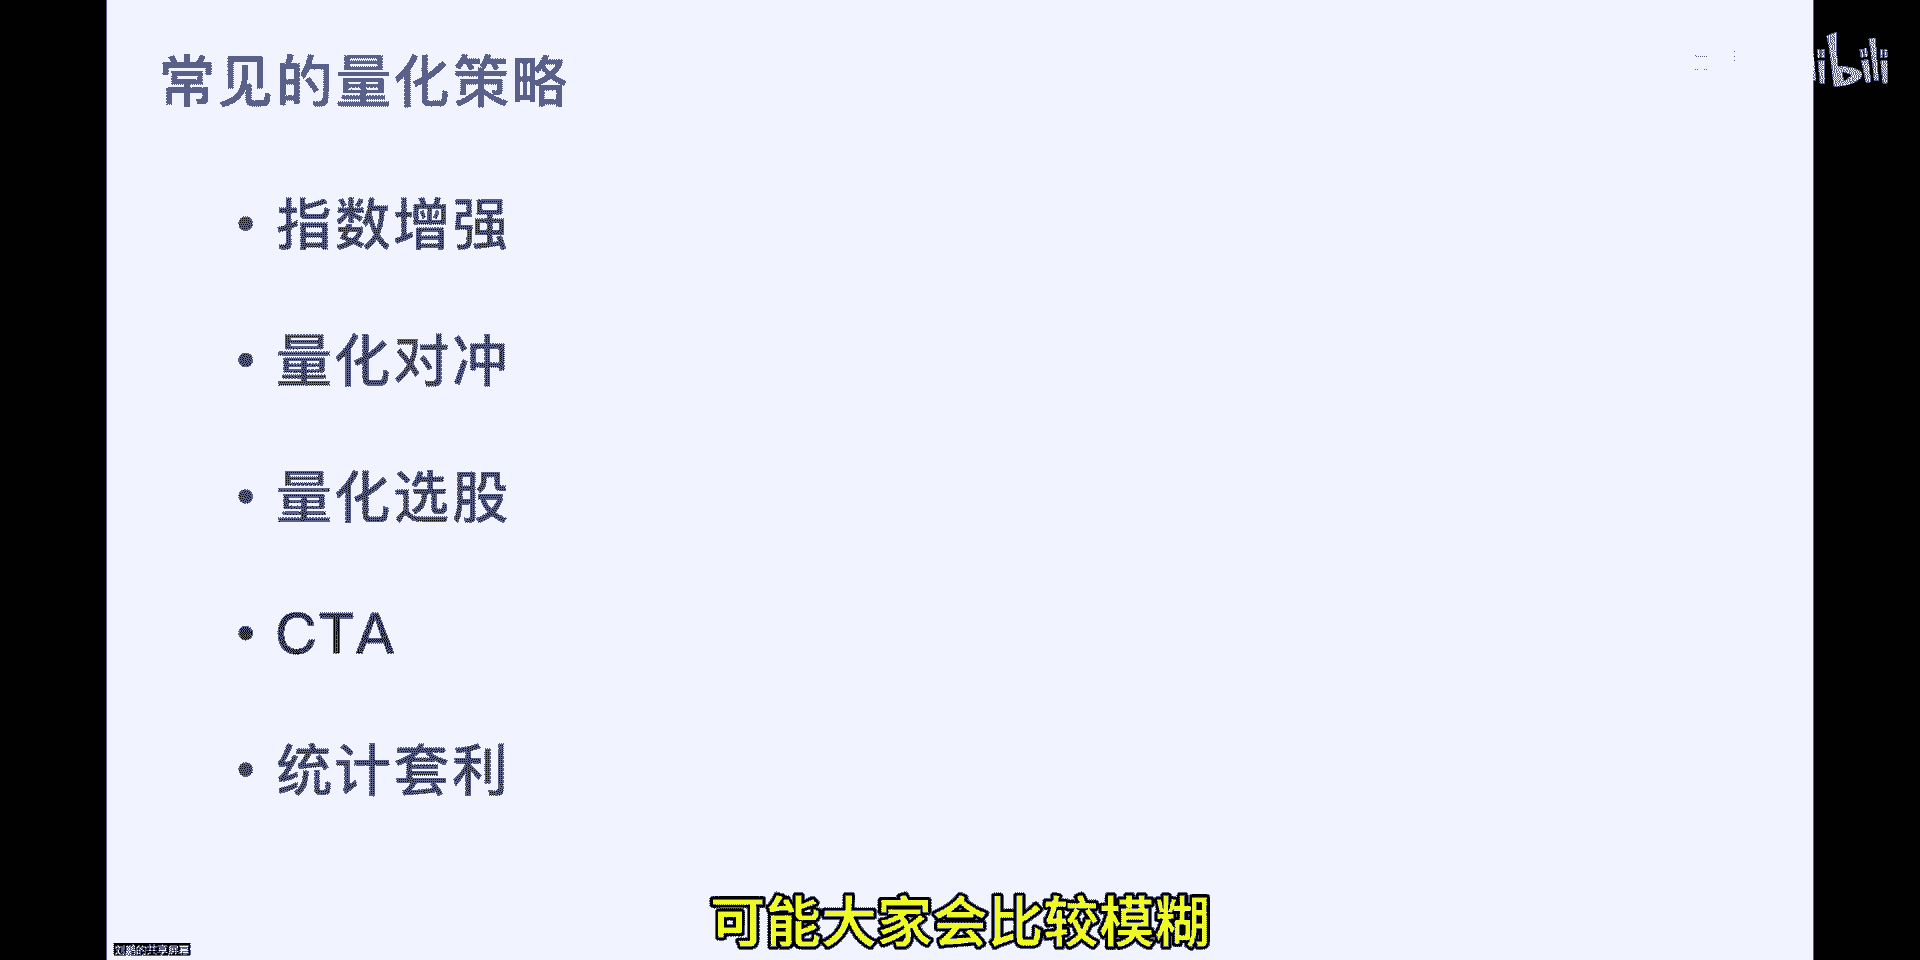 常见的量化策略
bili
• 指数增强
• 量化对冲
• 量化选股
• CTA
• 统计套利
可能大家会比较模糊
刘鹏的共享屏幕